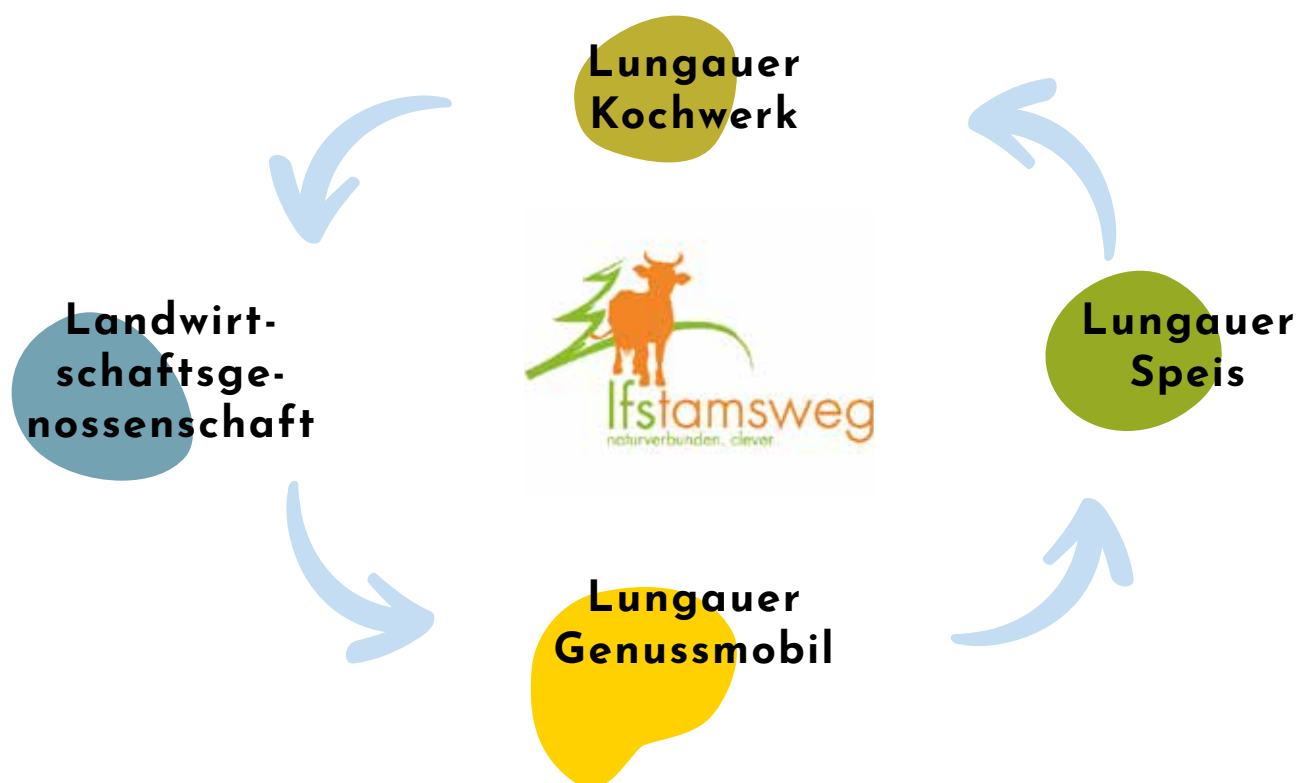 Lungauer
Kochwerk
Landwirt-
schaftsge-
nossenschaft
lfstamsweg
naturverbunden, clever
Lungauer
Speis
Lungauer
Genussmobil